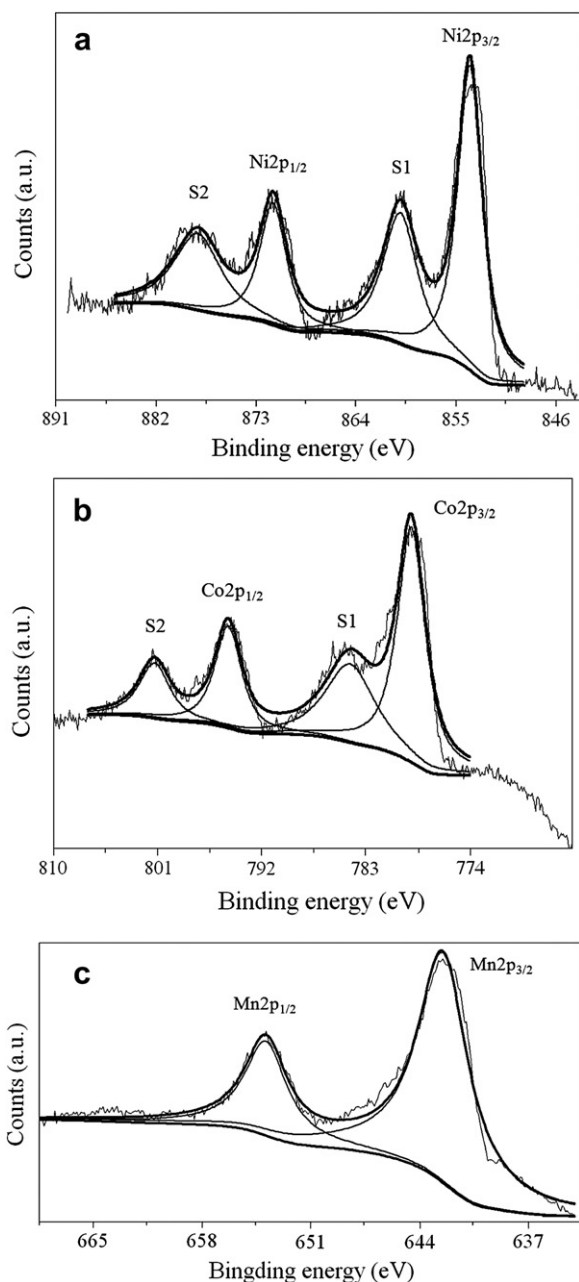 a
Ni2p3/2
Ni2p1/2
S2
S1
Counts (a.u.)
891 882 873 864 855 846
Binding energy (eV)
b
Co2p3/2
Co2p1/2
S2
S1
Counts (a.u.)
810 801 792 783 774
Binding energy (eV)
c
Mn2p3/2
Mn2p1/2
Counts (a.u.)
665 658 651 644 637
Bingding energy (eV)